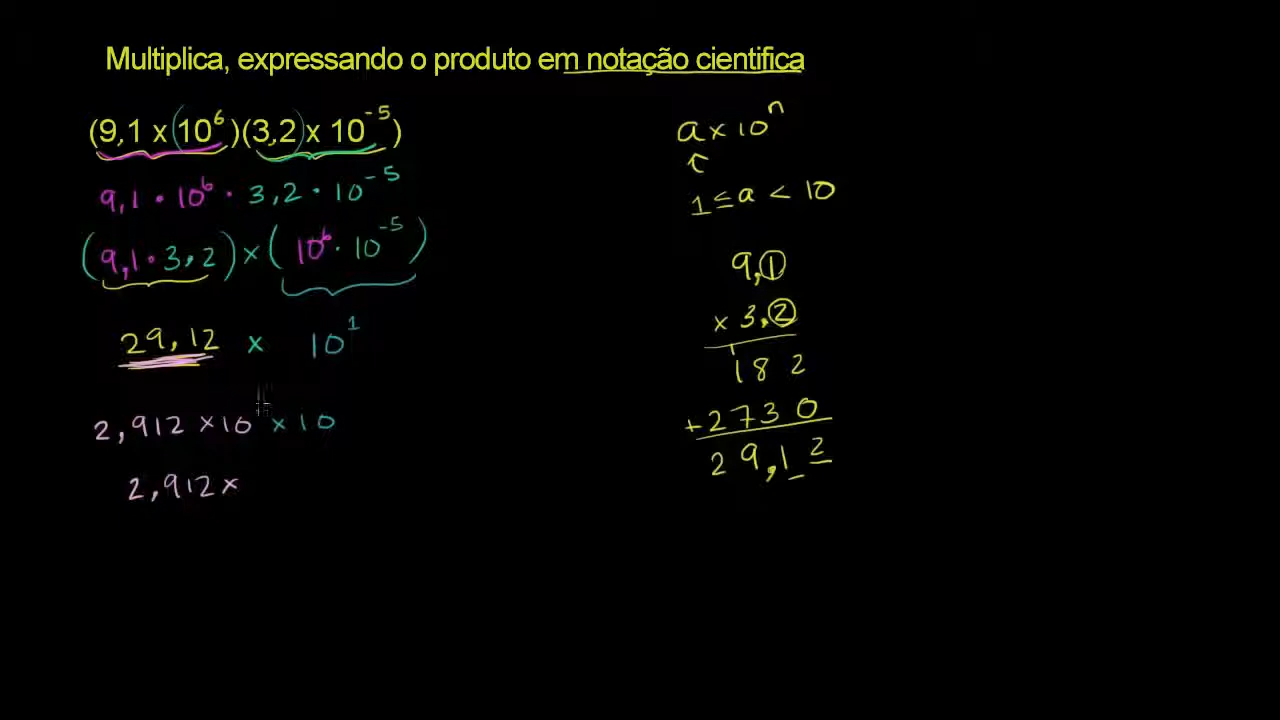 Multiplica, expressando o produto em notação cientifica
(9,1 x (10⁶)(3,2) x 10⁻⁵)
9,1 · 10⁶ · 3,2 · 10⁻⁵
(9,1 · 3,2) × (10⁶ · 10⁻⁵)
29,12 × 10¹
2,912 × 10 × 10
2,912 ×
a × 10ⁿ
1 ≤ a < 10
9,1
× 3,2
182
+2730
29,12